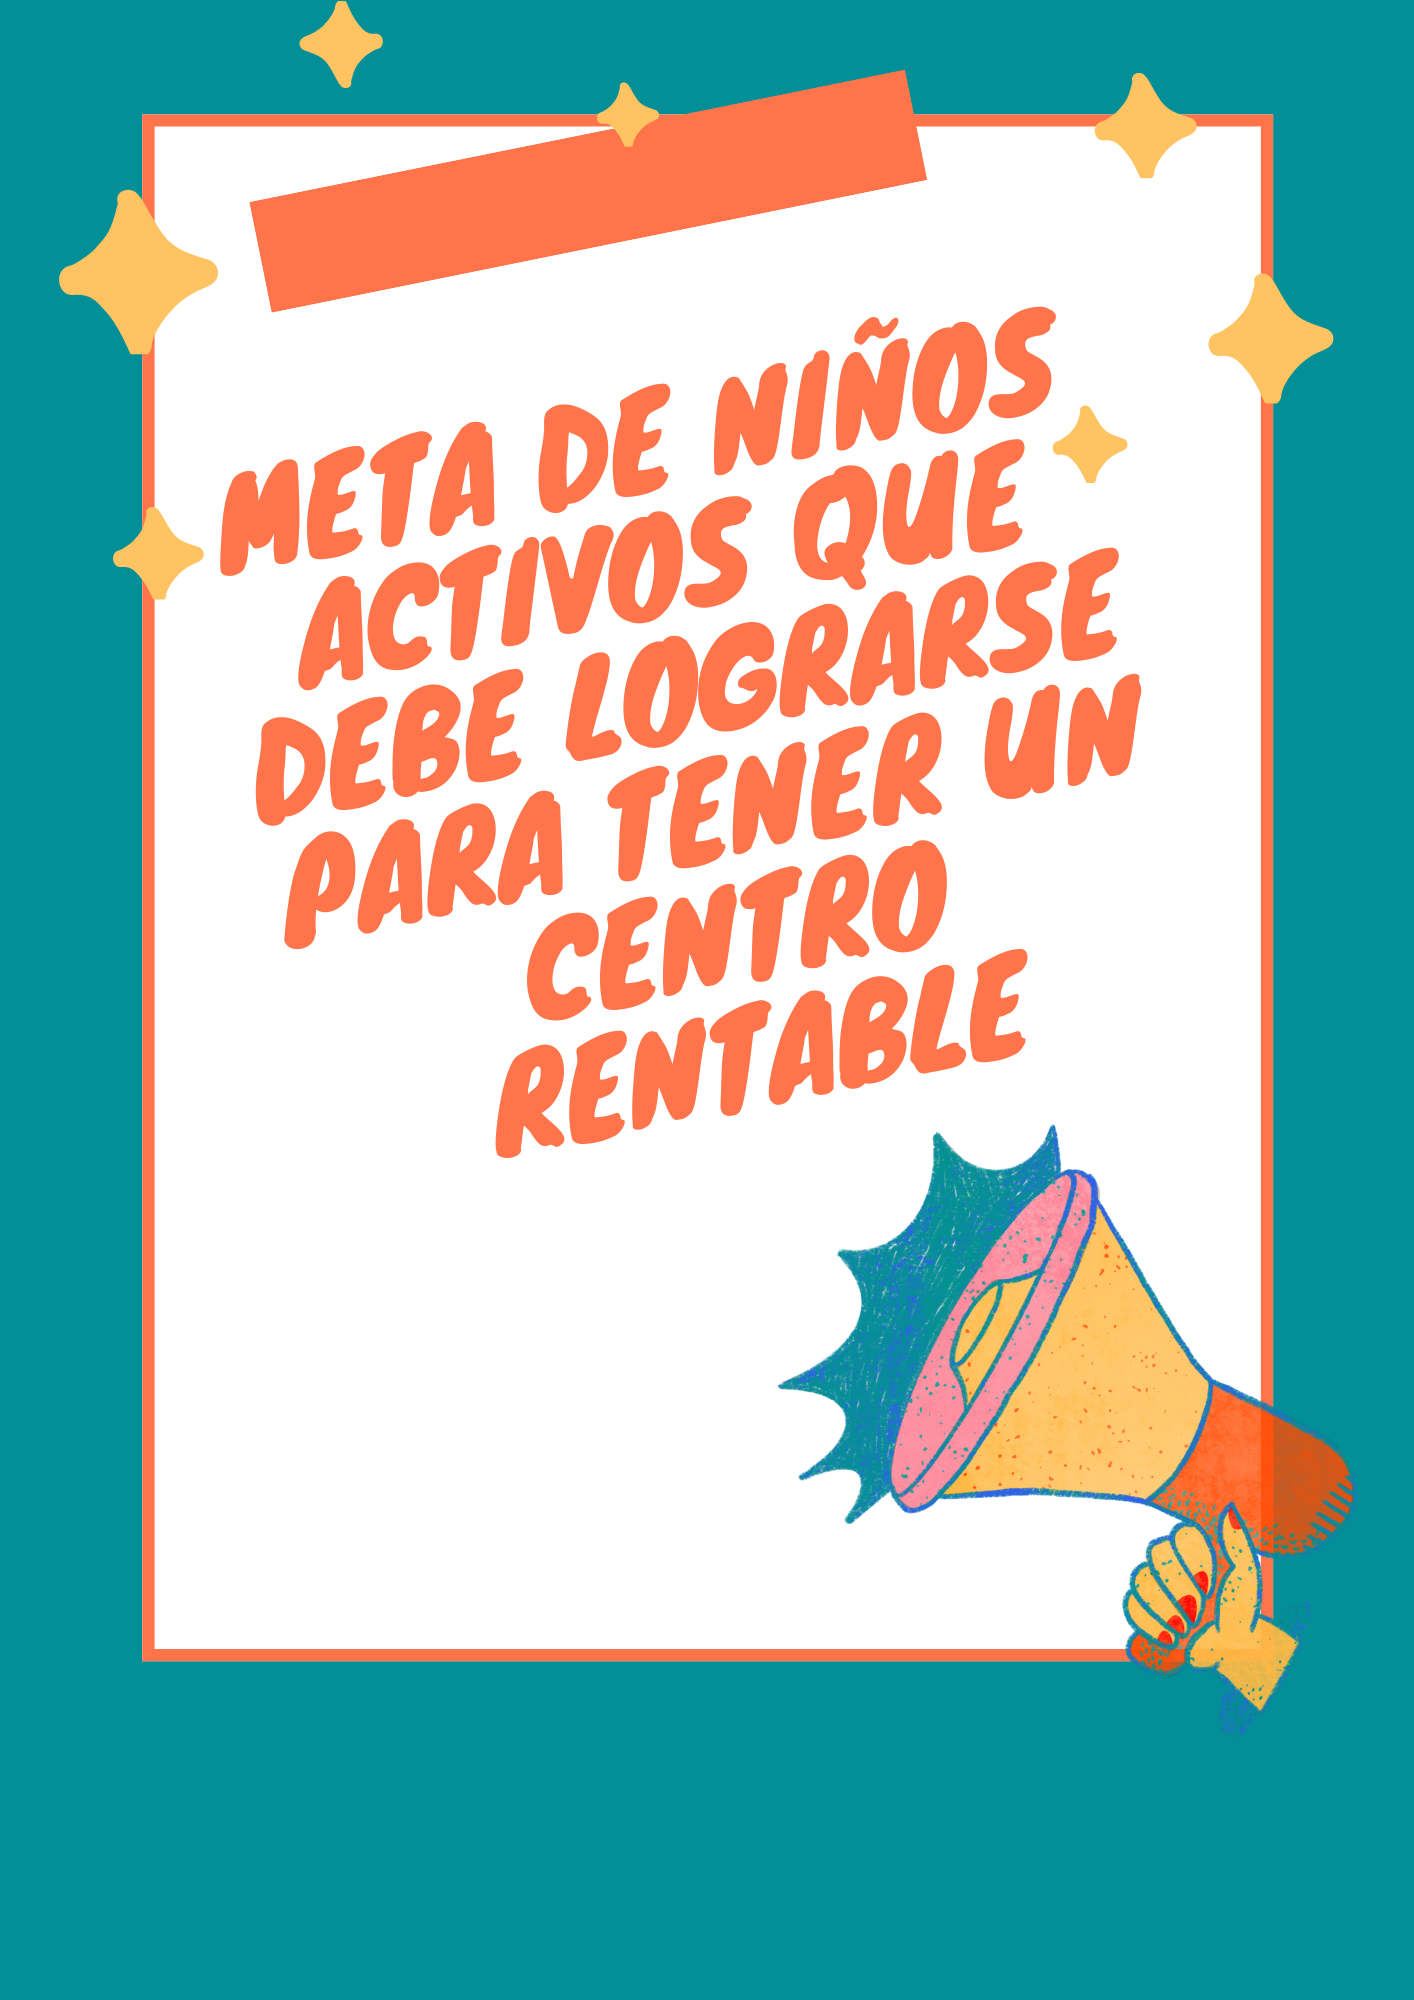 META DE NIÑOS
ACTIVOS QUE
DEBE LOGRARSE
PARA TENER UN
CENTRO
RENTABLE